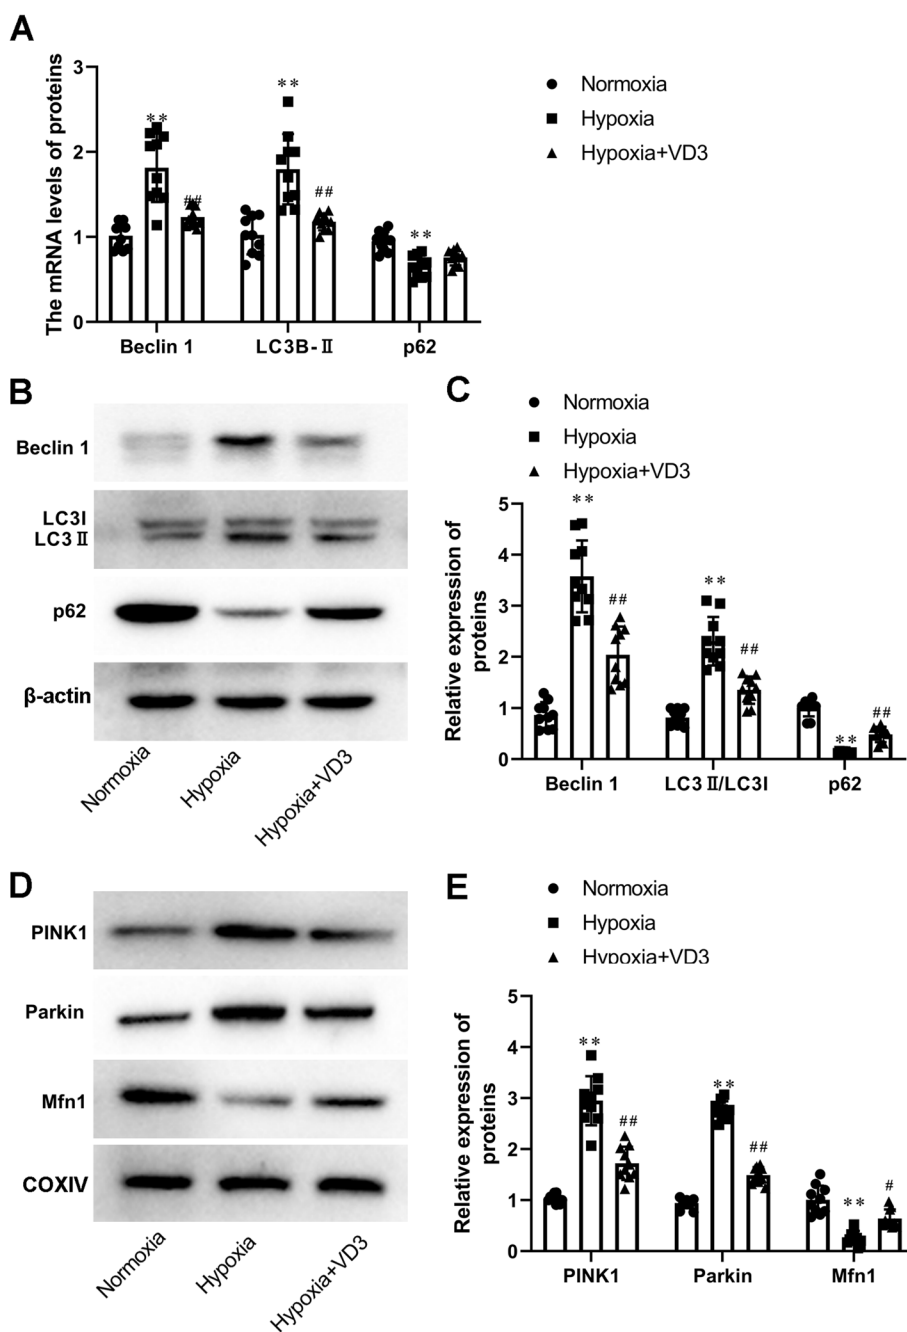 A
The mRNA levels of proteins
3
2
1
0
**
##
**
##
**
Beclin 1
LC3B-Ⅱ
p62
Normoxia
Hypoxia
Hypoxia+VD3
B
Beclin 1
LC3I
LC3Ⅱ
p62
β-actin
Normoxia
Hypoxia
Hypoxia+VD3
C
Normoxia
Hypoxia
Hypoxia+VD3
Relative expression of
proteins
5
4
3
2
1
0
**
##
**
##
**
##
Beclin 1
LC3Ⅱ/LC3I
p62
D
PINK1
Parkin
Mfn1
COXIV
Normoxia
Hypoxia
Hypoxia+VD3
E
Normoxia
Hypoxia
Hypoxia+VD3
Relative expression of
proteins
5
4
3
2
1
0
**
##
**
##
**
#
PINK1
Parkin
Mfn1